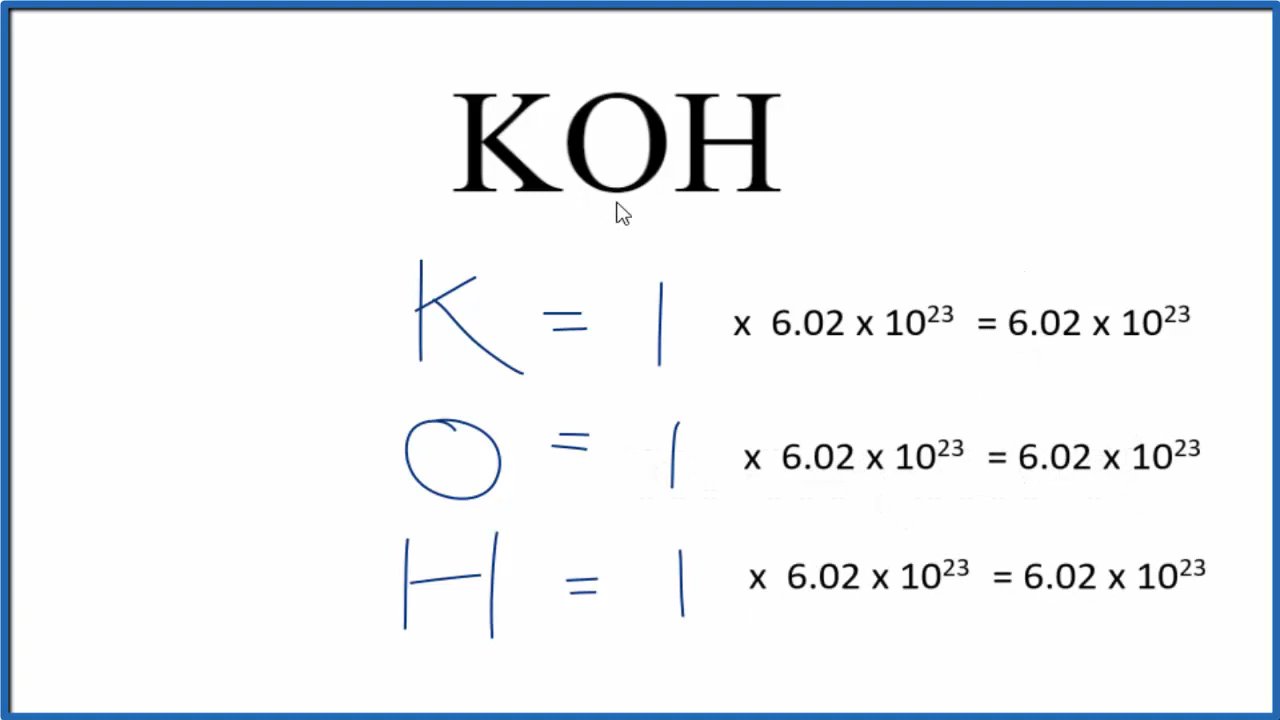 KOH
K = 1 x 6.02 x 10²³ = 6.02 x 10²³
O = 1 x 6.02 x 10²³ = 6.02 x 10²³
H = 1 x 6.02 x 10²³ = 6.02 x 10²³